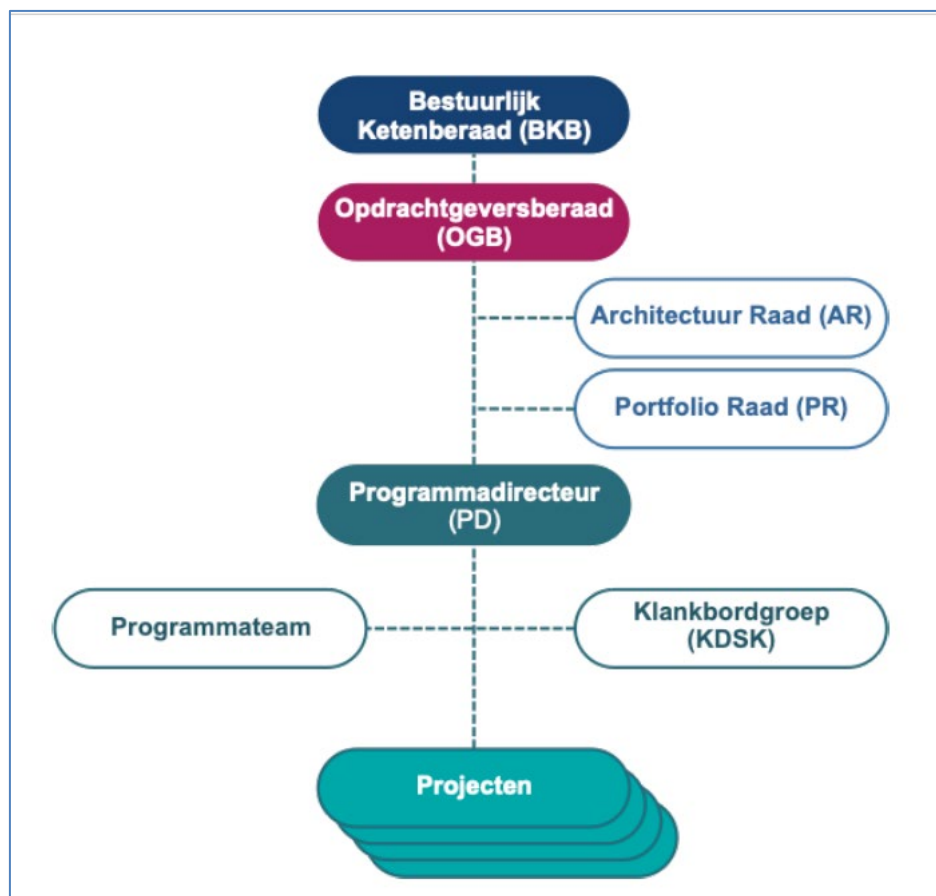 Bestuurlijk
Ketenberaad (BKB)
Opdrachtgeversberaad
(OGB)
Architectuur Raad (AR)
Portfolio Raad (PR)
Programmadirecteur
(PD)
Programmateam
Klankbordgroep
(KDSK)
Projecten